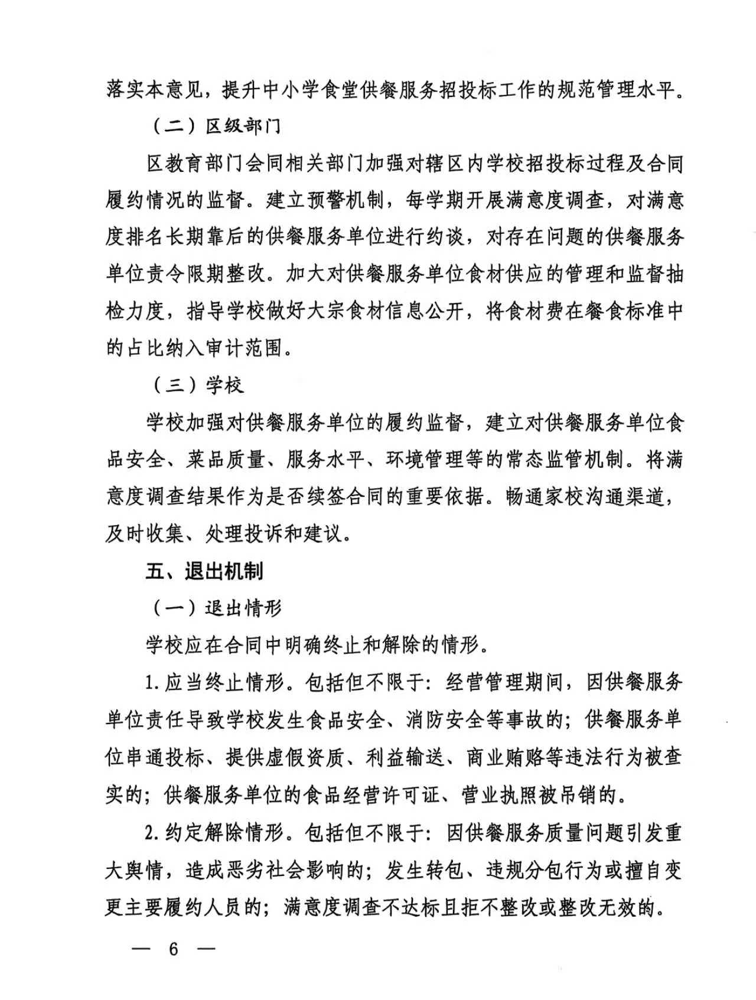 落实本意见，提升中小学食堂供餐服务招投标工作的规范管理水平。
（二）区级部门
区教育部门会同相关部门加强对辖区内学校招投标过程及合同
履约情况的监督。建立预警机制，每学期开展满意度调查，对满意
度排名长期靠后的供餐服务单位进行约谈，对存在问题的供餐服务
单位责令限期整改。加大对供餐服务单位食材供应的管理和监督抽
检力度，指导学校做好大宗食材信息公开，将食材费在餐食标准中
的占比纳入审计范围。
（三）学校
学校加强对供餐服务单位的履约监督，建立对供餐服务单位食
品安全、菜品质量、服务水平、环境管理等的常态监管机制。将满
意度调查结果作为是否续签合同的重要依据。畅通家校沟通渠道，
及时收集、处理投诉和建议。
五、退出机制
（一）退出情形
学校应在合同中明确终止和解除的情形。
1.应当终止情形。包括但不限于：经营管理期间，因供餐服务
单位责任导致学校发生食品安全、消防安全等事故的；供餐服务单
位串通投标、提供虚假资质、利益输送、商业贿赂等违法行为被查
实的；供餐服务单位的食品经营许可证、营业执照被吊销的。
2.约定解除情形。包括但不限于：因供餐服务质量问题引发重
大舆情，造成恶劣社会影响的；发生转包、违规分包行为或擅自变
更主要履约人员的；满意度调查不达标且拒不整改或整改无效的。
— 6 —